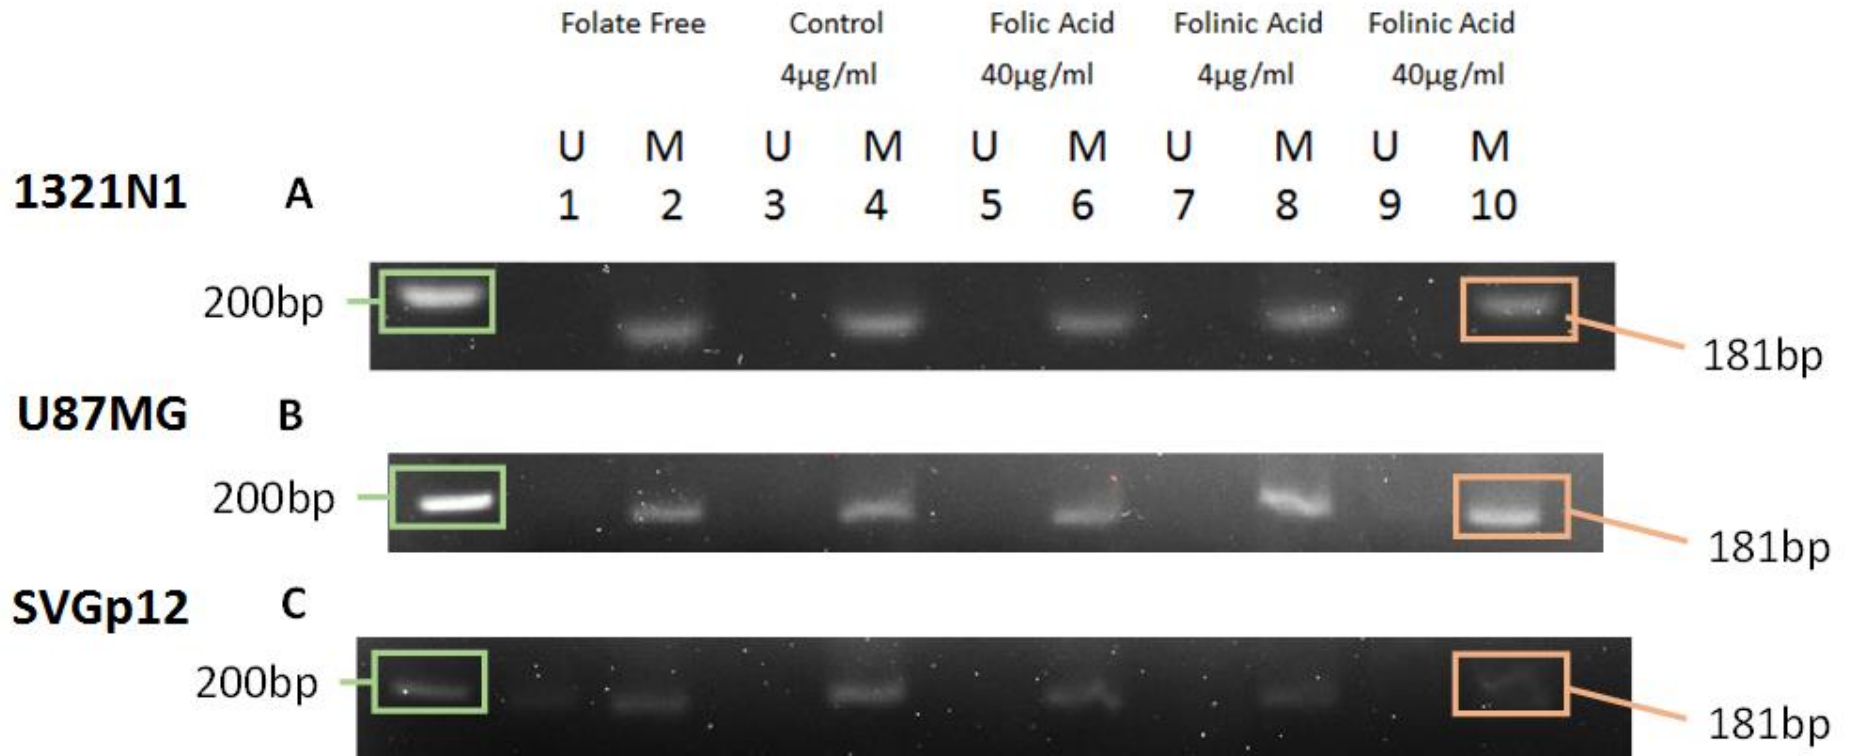 Folate Free Control Folic Acid Folinic Acid Folinic Acid
4µg/ml 40µg/ml 4µg/ml 40µg/ml
U M U M U M U M U M
1321N1 A 1 2 3 4 5 6 7 8 9 10
200bp
181bp
U87MG B
200bp
181bp
SVGp12 C
200bp
181bp